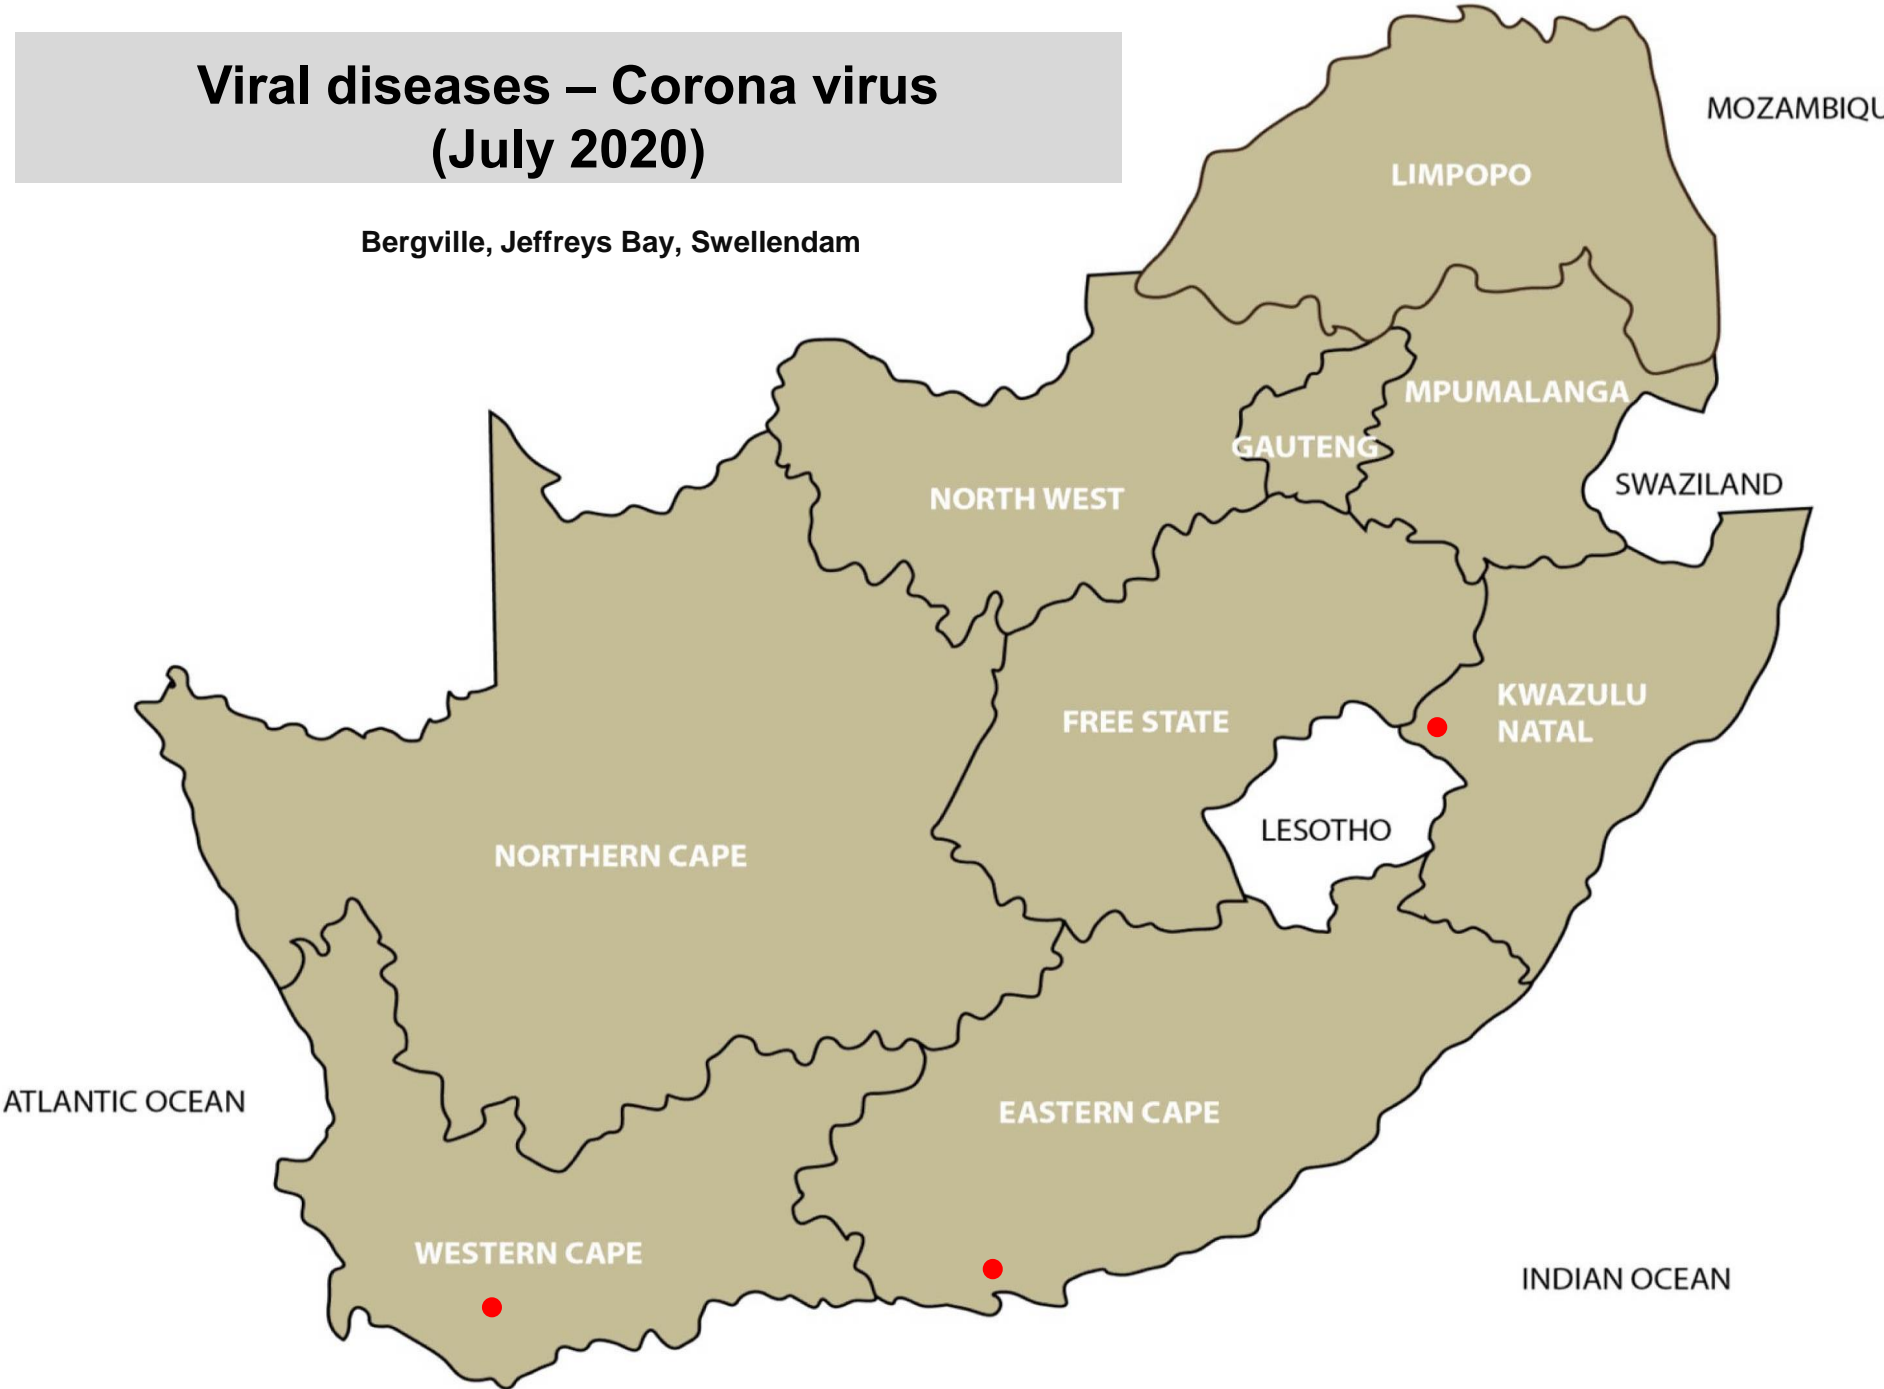 Viral diseases – Corona virus
(July 2020)
Bergville, Jeffreys Bay, Swellendam
MOZAMBIQU
LIMPOPO
MPUMALANGA
GAUTENG
SWAZILAND
NORTH WEST
KWAZULU
NATAL
FREE STATE
LESOTHO
NORTHERN CAPE
ATLANTIC OCEAN
EASTERN CAPE
WESTERN CAPE
INDIAN OCEAN